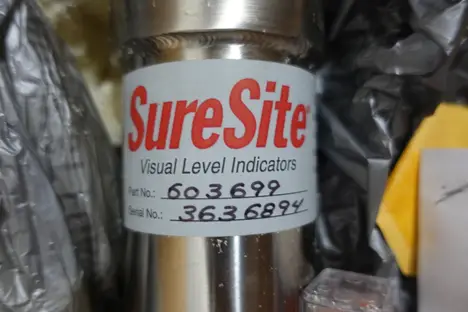 SureSite®
Visual Level Indicators
Part No.: 603699
Serial No.: 3636894